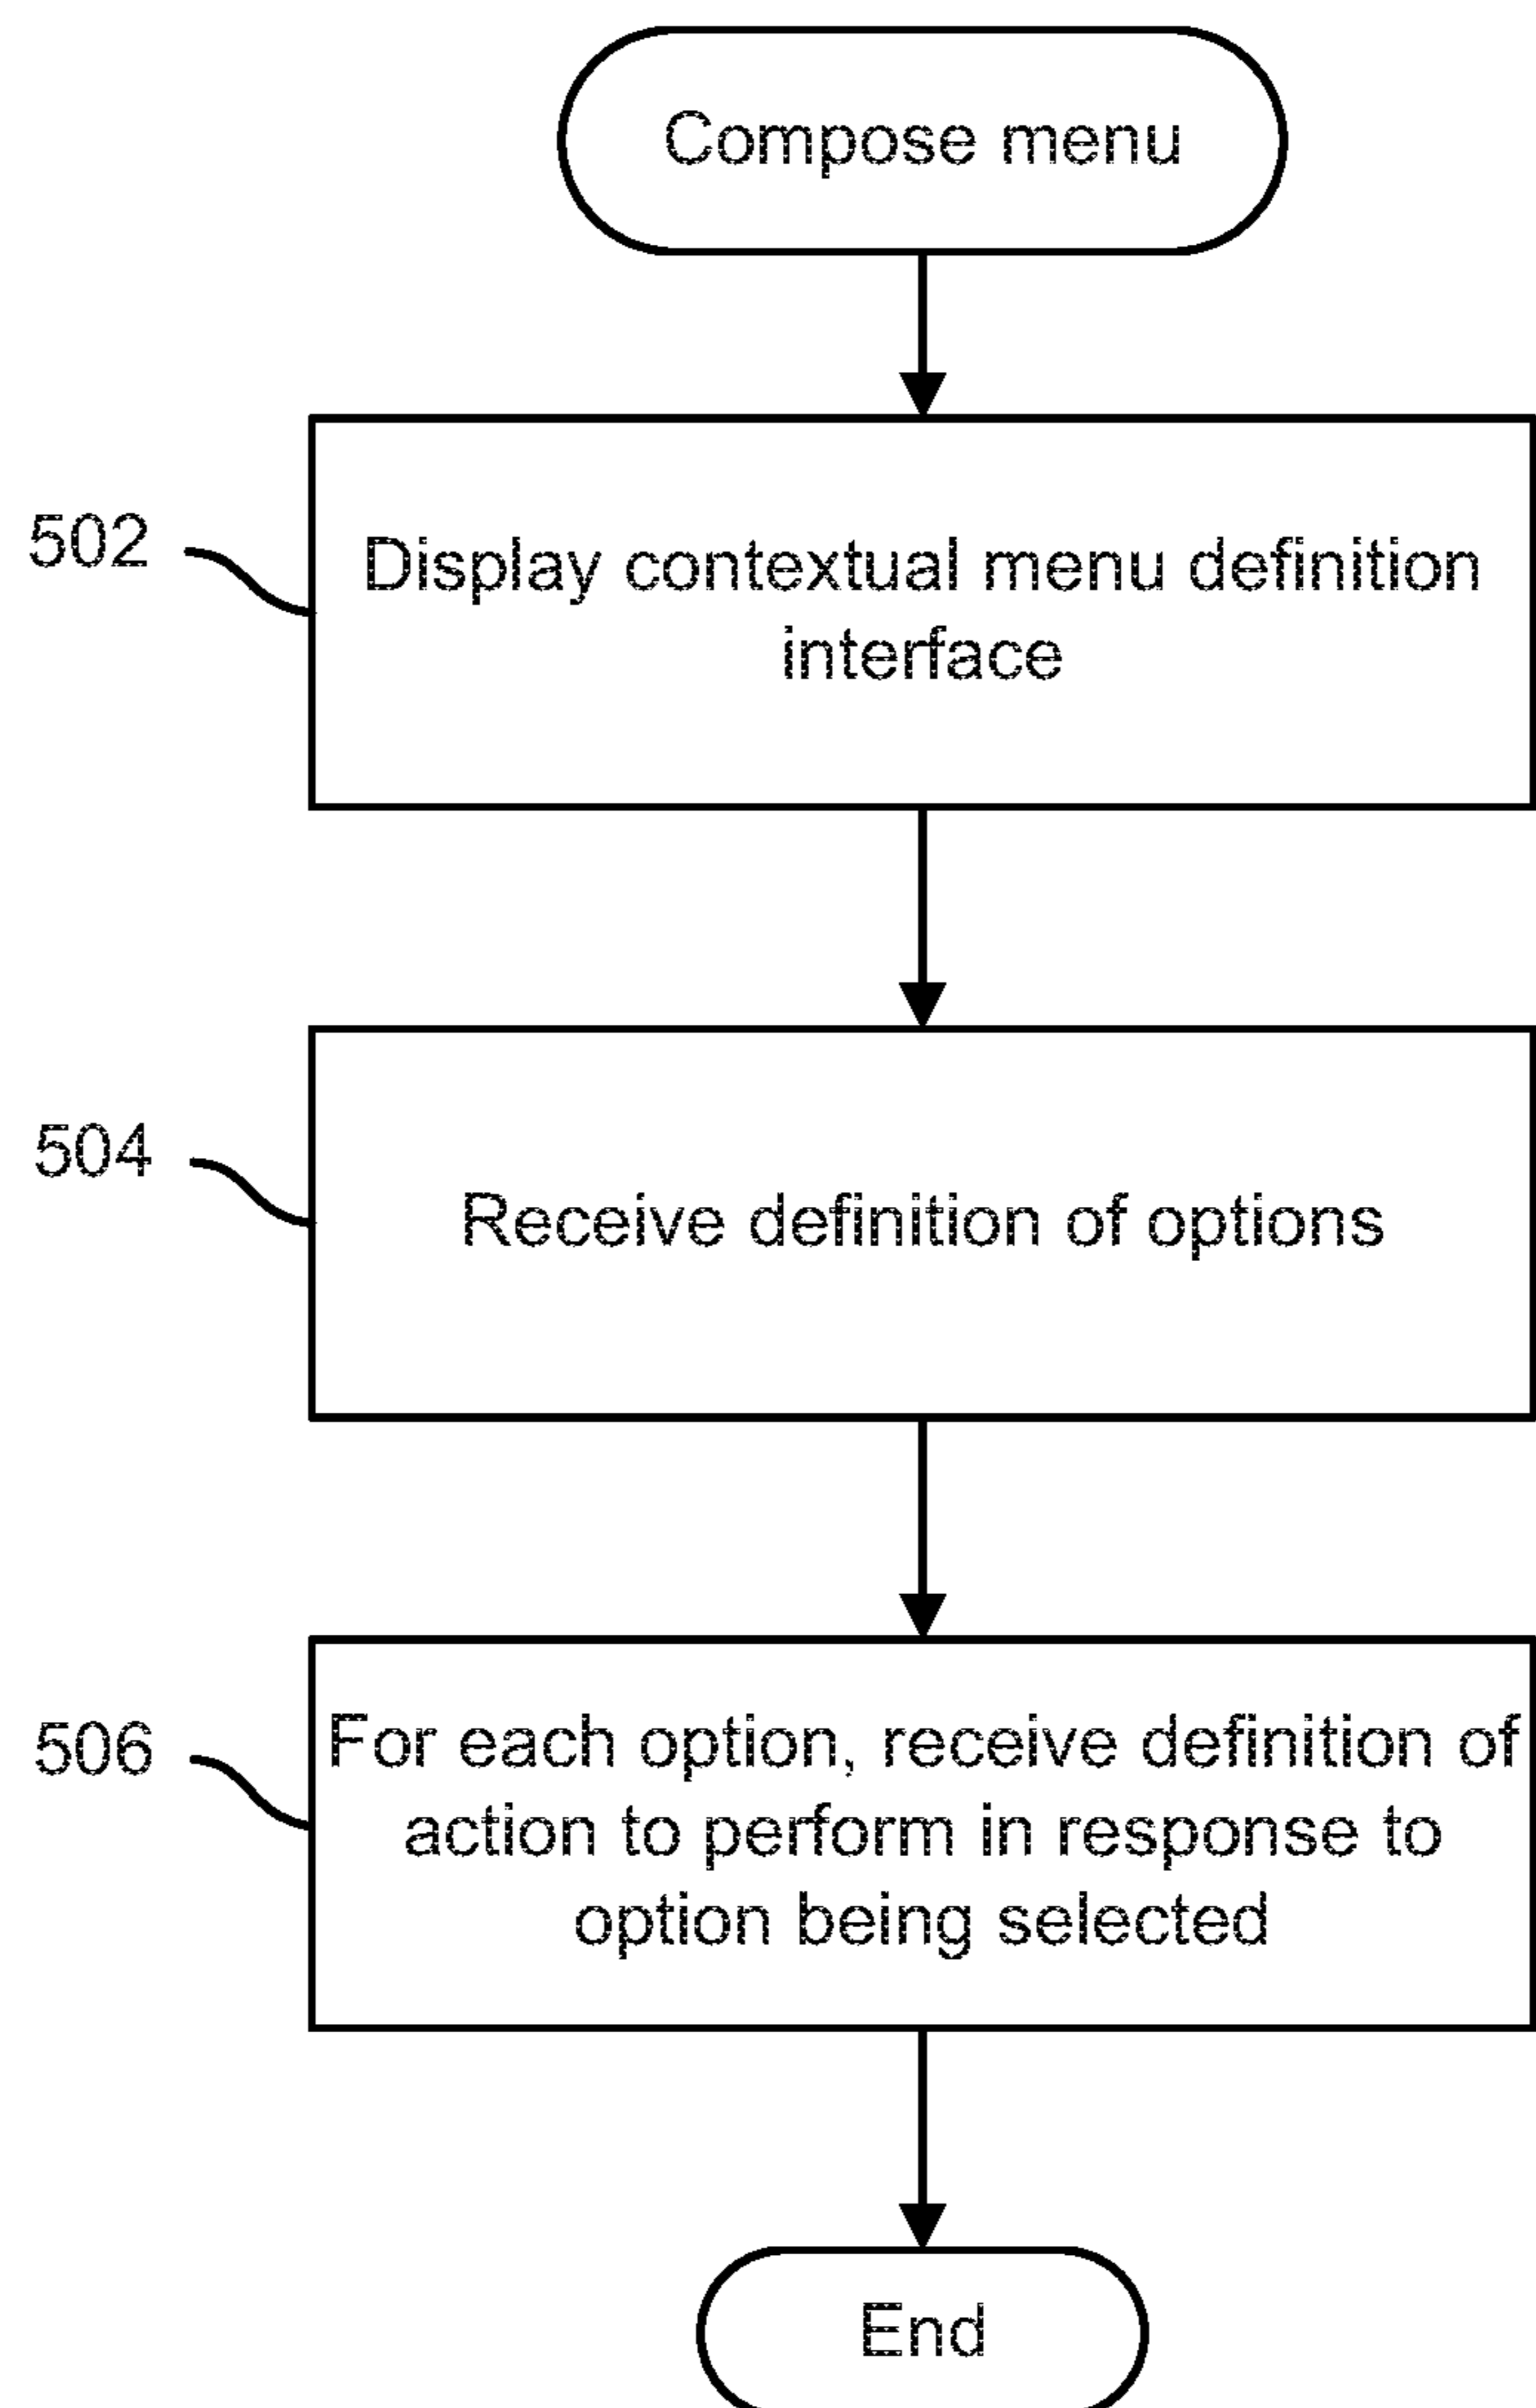 Compose menu
502
Display contextual menu definition
interface
504
Receive definition of options
506
For each option, receive definition of
action to perform in response to
option being selected
End